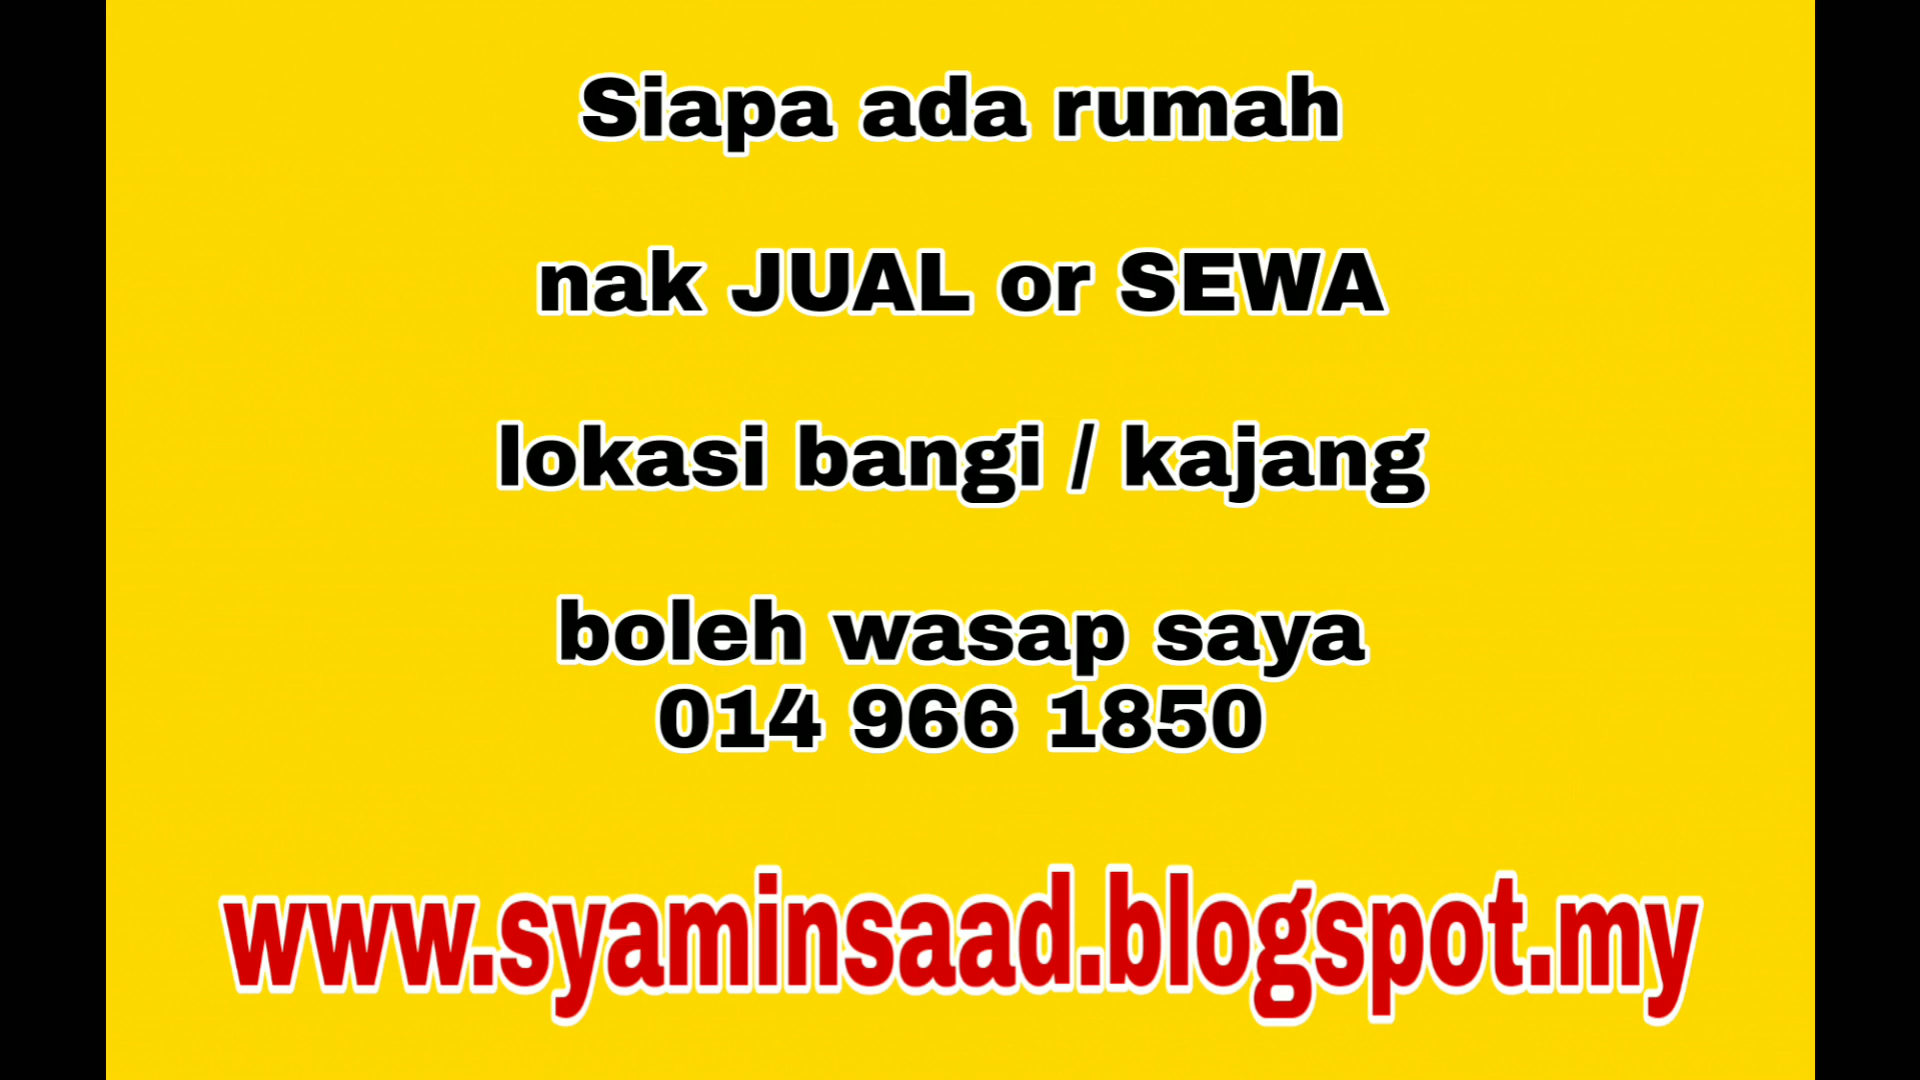 Siapa ada rumah
nak JUAL or SEWA
lokasi bangi / kajang
boleh wasap saya
014 966 1850
www.syaminsaad.blogspot.my